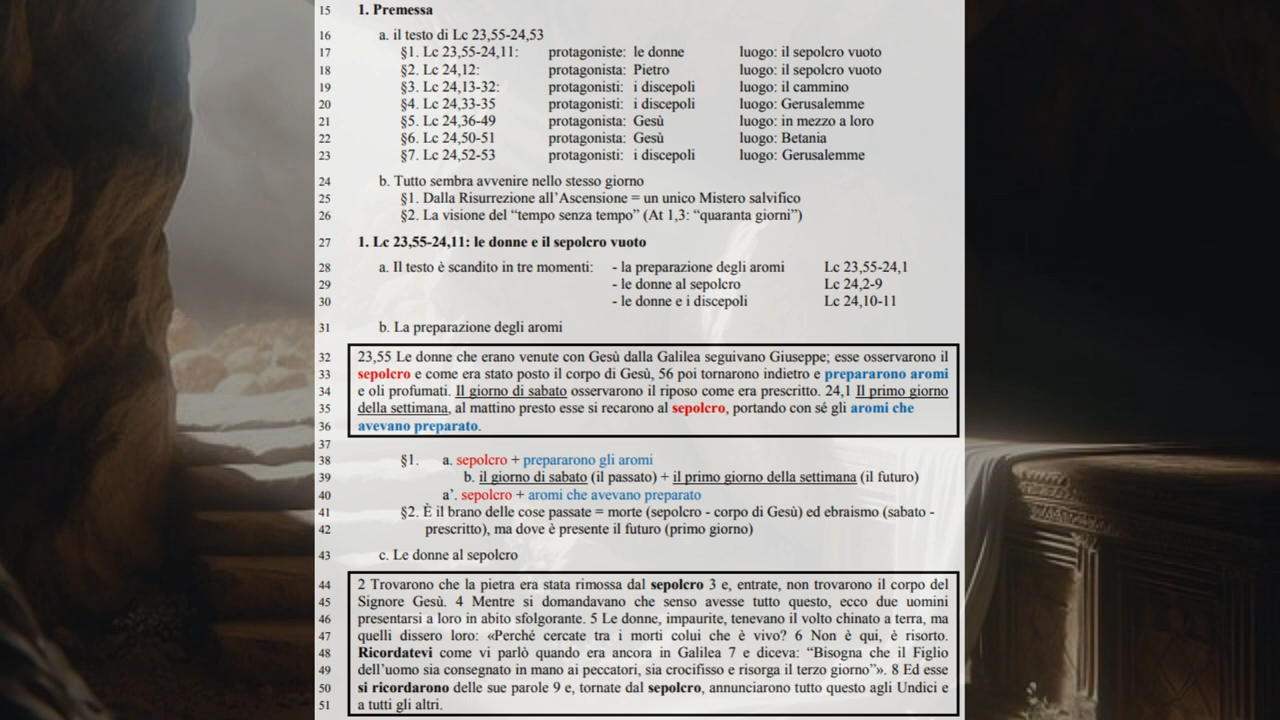 15 1. Premessa
16 a. il testo di Lc 23,55-24,53
17 §1. Lc 23,55-24,11: protagoniste: le donne luogo: il sepolcro vuoto
18 §2. Lc 24,12: protagonista: Pietro luogo: il sepolcro vuoto
19 §3. Lc 24,13-32: protagonisti: i discepoli luogo: il cammino
20 §4. Lc 24,33-35 protagonisti: i discepoli luogo: Gerusalemme
21 §5. Lc 24,36-49 protagonista: Gesù luogo: in mezzo a loro
22 §6. Lc 24,50-51 protagonista: Gesù luogo: Betania
23 §7. Lc 24,52-53 protagonisti: i discepoli luogo: Gerusalemme
24 b. Tutto sembra avvenire nello stesso giorno
25 §1. Dalla Risurrezione all’Ascensione = un unico Mistero salvifico
26 §2. La visione del “tempo senza tempo” (At 1,3: “quaranta giorni”)
27 1. Lc 23,55-24,11: le donne e il sepolcro vuoto
28 a. Il testo è scandito in tre momenti: - la preparazione degli aromi Lc 23,55-24,1
29 - le donne al sepolcro Lc 24,2-9
30 - le donne e i discepoli Lc 24,10-11
31 b. La preparazione degli aromi
32 23,55 Le donne che erano venute con Gesù dalla Galilea seguivano Giuseppe; esse osservarono il
33 sepolcro e come era stato posto il corpo di Gesù, 56 poi tornarono indietro e prepararono aromi
34 e oli profumati. Il giorno di sabato osservarono il riposo come era prescritto. 24,1 Il primo giorno
35 della settimana, al mattino presto esse si recarono al sepolcro, portando con sé gli aromi che
36 avevano preparato.
37
38 §1. a. sepolcro + prepararono gli aromi
39 b. il giorno di sabato (il passato) + il primo giorno della settimana (il futuro)
40 a’. sepolcro + aromi che avevano preparato
41 §2. È il brano delle cose passate = morte (sepolcro - corpo di Gesù) ed ebraismo (sabato -
42 prescritto), ma dove è presente il futuro (primo giorno)
43 c. Le donne al sepolcro
44 2 Trovarono che la pietra era stata rimossa dal sepolcro 3 e, entrate, non trovarono il corpo del
45 Signore Gesù. 4 Mentre si domandavano che senso avesse tutto questo, ecco due uomini
46 presentarsi a loro in abito sfolgorante. 5 Le donne, impaurite, tenevano il volto chinato a terra, ma
47 quelli dissero loro: «Perché cercate tra i morti colui che è vivo? 6 Non è qui, è risorto.
48 Ricordatevi come vi parlò quando era ancora in Galilea 7 e diceva: “Bisogna che il Figlio
49 dell’uomo sia consegnato in mano ai peccatori, sia crocifisso e risorga il terzo giorno”». 8 Ed esse
50 si ricordarono delle sue parole 9 e, tornate dal sepolcro, annunciarono tutto questo agli Undici e
51 a tutti gli altri.